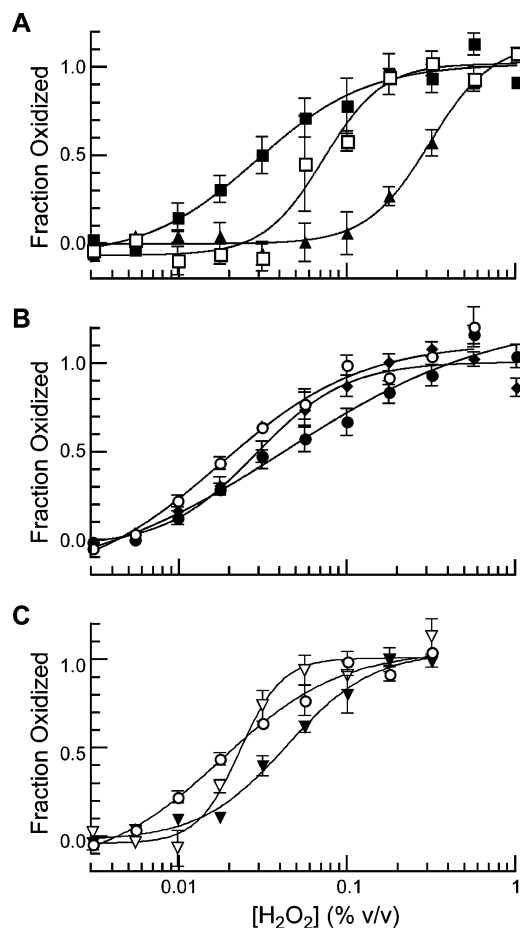 A
Fraction Oxidized
1.0
0.5
0.0
B
Fraction Oxidized
1.0
0.5
0.0
C
Fraction Oxidized
1.0
0.5
0.0
0.01 0.1 1
[H₂O₂] (% v/v)